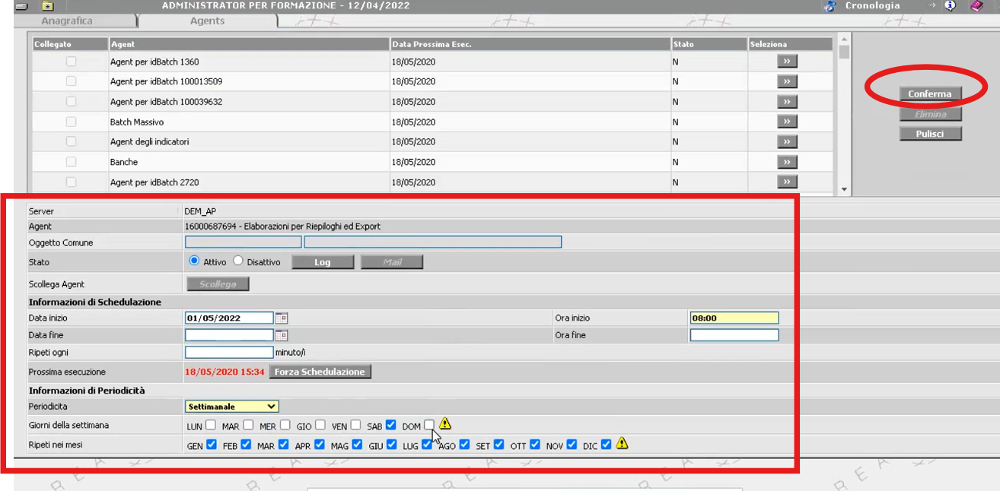 ADMINISTRATOR PER FORMAZIONE - 12/04/2022 Cronologia
Anagrafica Agents
Collegato Agent Data Prossima Esec. Stato Seleziona
Agent per idBatch 1360 18/05/2020 N »
Agent per idBatch 100013509 18/05/2020 N »
Agent per idBatch 100039632 18/05/2020 N »
Batch Massivo 18/05/2020 N »
Agent degli indicatori 18/05/2020 N »
Banche 18/05/2020 N »
Agent per idBatch 2720 18/05/2020 N »
Conferma
Elimina
Pulisci
Server DEM_AP
Agent 16000687694 - Elaborazioni per Riepiloghi ed Export
Oggetto Comune
Stato Attivo Disattivo Log Mail
Scollega Agent Scollega
Informazioni di Schedulazione
Data inizio 01/05/2022 Ora inizio 08:00
Data fine Ora fine
Ripeti ogni minuto/i
Prossima esecuzione 18/05/2020 15:34 Forza Schedulazione
Informazioni di Periodicità
Periodicita Settimanale
Giorni della settimana LUN MAR MER GIO VEN SAB DOM
Ripeti nei mesi GEN FEB MAR APR MAG GIU LUG AGO SET OTT NOV DIC